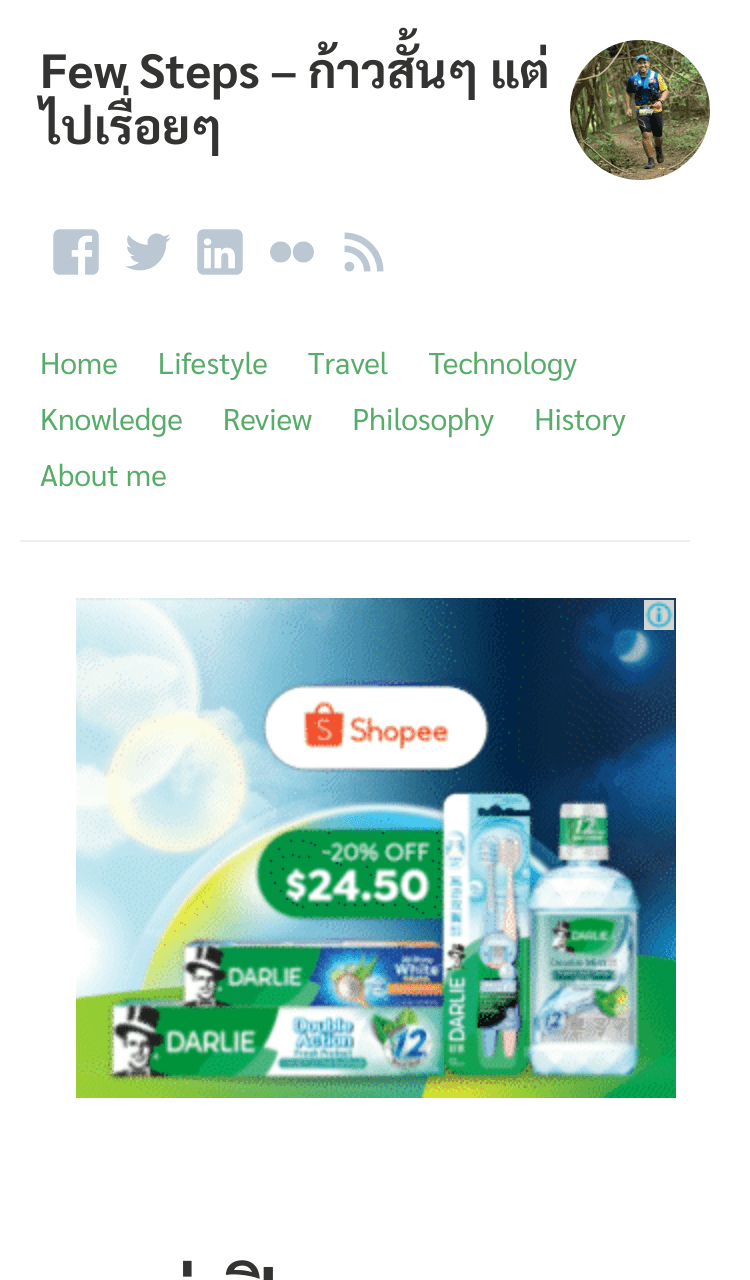 Few Steps – ก้าวสั้นๆ แต่
ไปเรื่อยๆ
Home Lifestyle Travel Technology
Knowledge Review Philosophy History
About me
Shopee
~20% OFF
$24.50
DARLIE
White
DARLIE
Double
Action
12
DARLIE
12
DARLIE
12